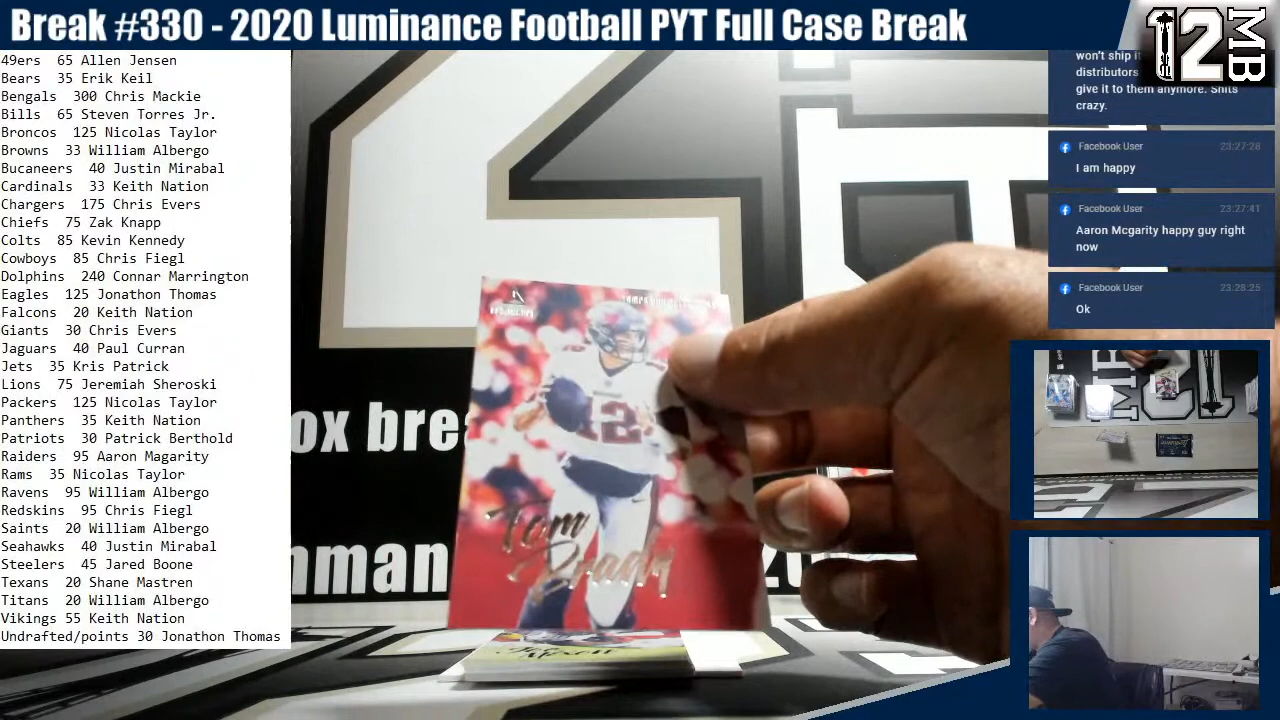 Break #330 - 2020 Luminance Football PYT Full Case Break
12
MB
49ers 65 Allen Jensen
Bears 35 Erik Keil
Bengals 300 Chris Mackie
Bills 65 Steven Torres Jr.
Broncos 125 Nicolas Taylor
Browns 33 William Albergo
Bucaneers 40 Justin Mirabal
Cardinals 33 Keith Nation
Chargers 175 Chris Evers
Chiefs 75 Zak Knapp
Colts 85 Kevin Kennedy
Cowboys 85 Chris Fiegl
Dolphins 240 Connar Marrington
Eagles 125 Jonathon Thomas
Falcons 20 Keith Nation
Giants 30 Chris Evers
Jaguars 40 Paul Curran
Jets 35 Kris Patrick
Lions 75 Jeremiah Sheroski
Packers 125 Nicolas Taylor
Panthers 35 Keith Nation
Patriots 30 Patrick Berthold
Raiders 95 Aaron Magarity
Rams 35 Nicolas Taylor
Ravens 95 William Albergo
Redskins 95 Chris Fiegl
Saints 20 William Albergo
Seahawks 40 Justin Mirabal
Steelers 45 Jared Boone
Texans 20 Shane Mastren
Titans 20 William Albergo
Vikings 55 Keith Nation
Undrafted/points 30 Jonathon Thomas
won't ship it
distributors
give it to them anymore. Shits
crazy.
Facebook User 23:27:28
I am happy
Facebook User 23:27:41
Aaron Mcgarity happy guy right
now
Facebook User 23:28:25
Ok
ox brea
mman
12
Tom
Brady
Mixon